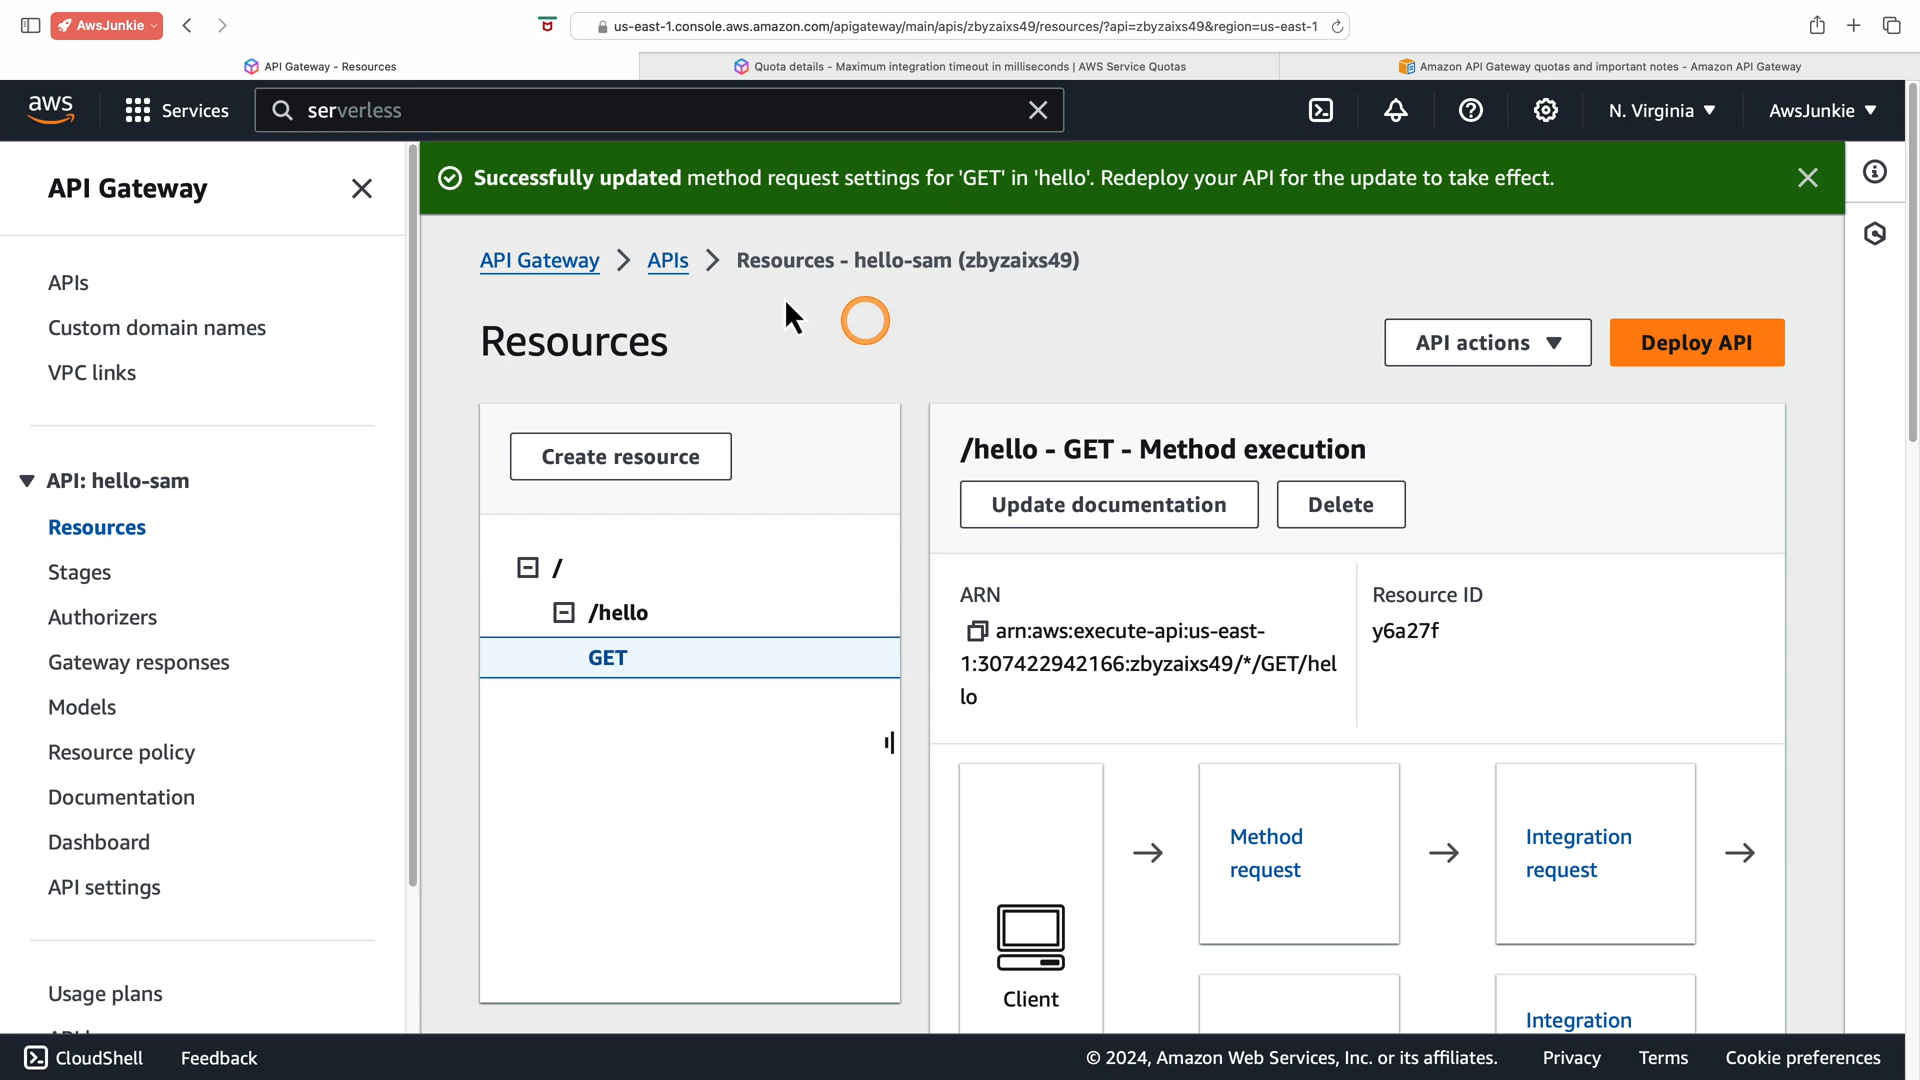 AwsJunkie
us-east-1.console.aws.amazon.com/apigateway/main/apis/zbyzaixs49/resources/?api=zbyzaixs49&region=us-east-1
API Gateway - Resources
Quota details - Maximum integration timeout in milliseconds | AWS Service Quotas
Amazon API Gateway quotas and important notes - Amazon API Gateway
aws
Services
serverless
N. Virginia
AwsJunkie
API Gateway
APIs
Custom domain names
VPC links
API: hello-sam
Resources
Stages
Authorizers
Gateway responses
Models
Resource policy
Documentation
Dashboard
API settings
Usage plans
Successfully updated method request settings for 'GET' in 'hello'. Redeploy your API for the update to take effect.
API Gateway > APIs > Resources - hello-sam (zbyzaixs49)
Resources
API actions
Deploy API
Create resource
/
/hello
GET
/hello - GET - Method execution
Update documentation
Delete
ARN
arn:aws:execute-api:us-east-
1:307422942166:zbyzaixs49/*/GET/hel
lo
Resource ID
y6a27f
Client
Method
request
Integration
request
Integration
CloudShell
Feedback
© 2024, Amazon Web Services, Inc. or its affiliates.
Privacy
Terms
Cookie preferences